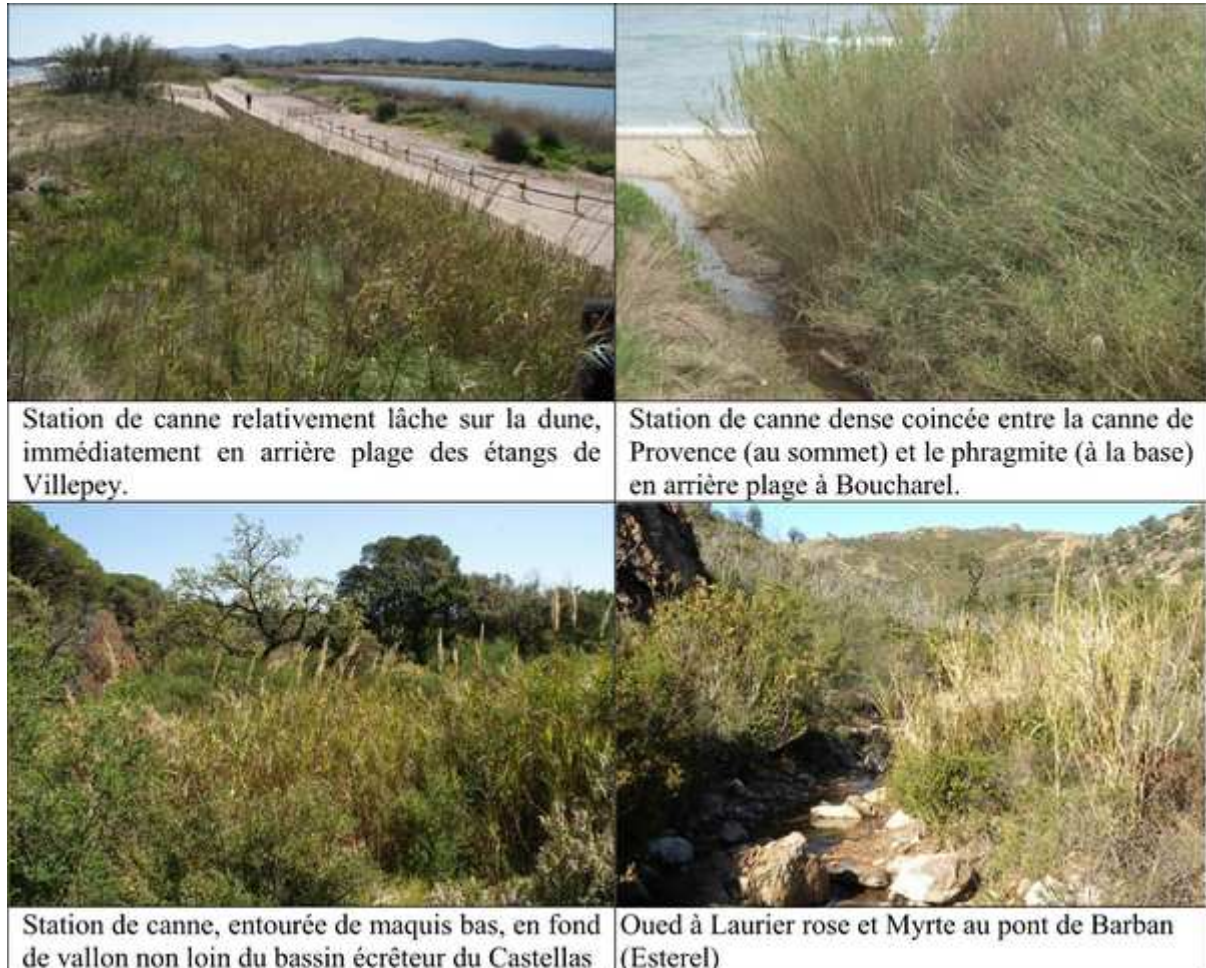 Station de canne relativement lâche sur la dune,
immédiatement en arrière plage des étangs de
Villepey.
Station de canne dense coincée entre la canne de
Provence (au sommet) et le phragmite (à la base)
en arrière plage à Boucharel.
Station de canne, entourée de maquis bas, en fond
de vallon non loin du bassin écrêteur du Castellas
Oued à Laurier rose et Myrte au pont de Barban
(Esterel)